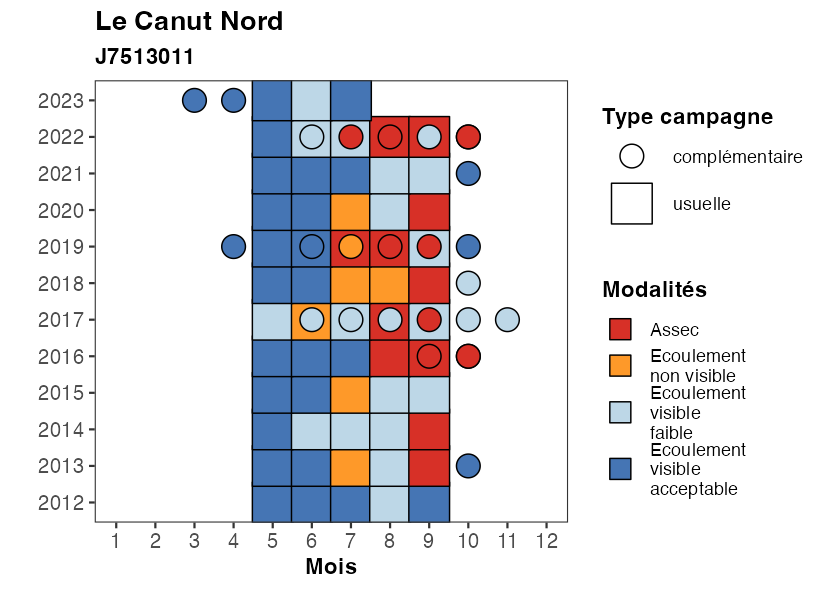 Le Canut Nord
J7513011
2023
2022
2021
2020
2019
2018
2017
2016
2015
2014
2013
2012
1 2 3 4 5 6 7 8 9 10 11 12
Mois
Type campagne
complémentaire
usuelle
Modalités
Assec
Ecoulement
non visible
Ecoulement
visible
faible
Ecoulement
visible
acceptable